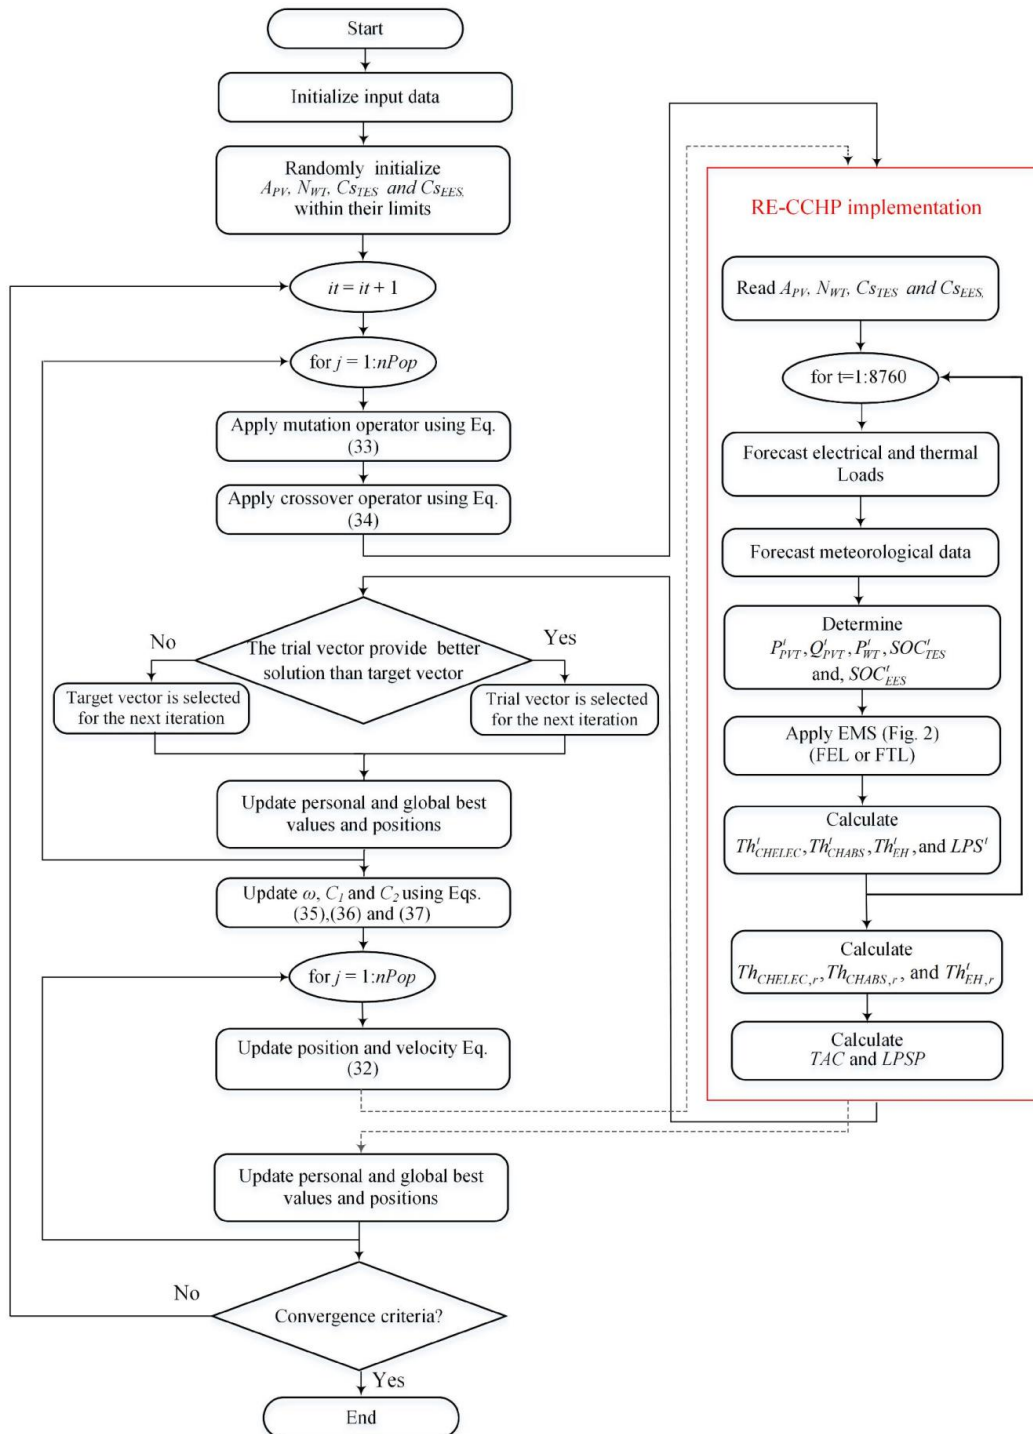 Start
Initialize input data
Randomly initialize
A_PV, N_WT, Cs_TES and Cs_EES,
within their limits
it = it + 1
for j = 1:nPop
Apply mutation operator using Eq.
(33)
Apply crossover operator using Eq.
(34)
No
Yes
The trial vector provide better
solution than target vector
Target vector is selected
for the next iteration
Trial vector is selected
for the next iteration
Update personal and global best
values and positions
Update ω, C_1 and C_2 using Eqs.
(35),(36) and (37)
for j = 1:nPop
Update position and velocity Eq.
(32)
Update personal and global best
values and positions
No
Convergence criteria?
Yes
End
RE-CCHP implementation
Read A_PV, N_WT, Cs_TES and Cs_EES,
for t=1:8760
Forecast electrical and thermal
Loads
Forecast meteorological data
Determine
P^t_PVT, Q^t_PVT, P^t_WT, SOC^t_TES
and, SOC^t_EES
Apply EMS (Fig. 2)
(FEL or FTL)
Calculate
Th^t_CHELEC, Th^t_CHABS, Th^t_EH, and LPS^t
Calculate
Th_CHELEC,r, Th_CHABS,r, and Th^t_EH,r
Calculate
TAC and LPSP